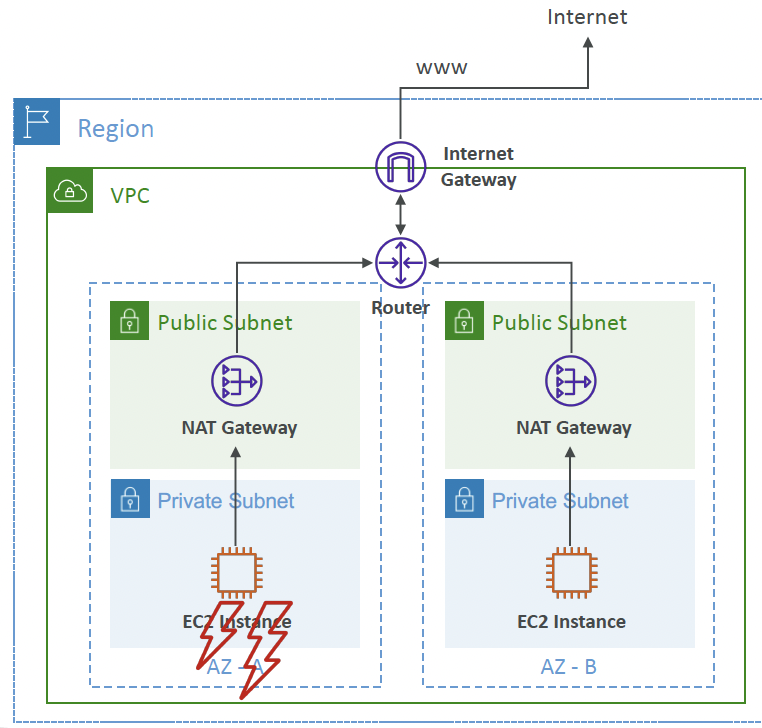 Internet
www
Region
Internet
Gateway
VPC
Router
Public Subnet
Public Subnet
NAT Gateway
NAT Gateway
Private Subnet
Private Subnet
EC2 Instance
EC2 Instance
AZ - A
AZ - B